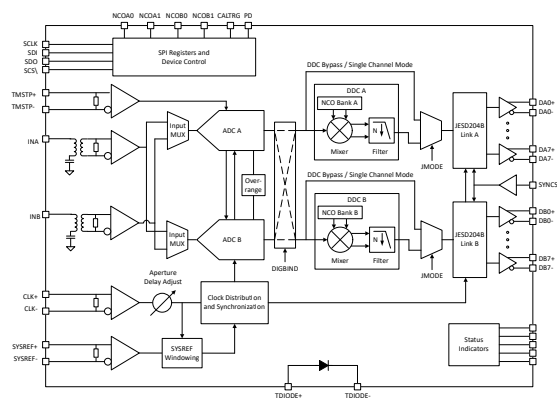 NCOA0 NCOA1 NCOB0 NCOB1 CALTRG PD
SCLK
SDI
SDO
SCS\
SPI Registers and
Device Control
TMSTP+
TMSTP-
DDC Bypass / Single Channel Mode
DDC A
NCO Bank A
Mixer
N
Filter
JMODE
JESD204B
Link A
DA0+
DA0-
DA7+
DA7-
INA
Input
MUX
ADC A
Over-
range
DDC Bypass / Single Channel Mode
SYNCS
INB
Input
MUX
ADC B
DIGBIND
DDC B
NCO Bank B
Mixer
N
Filter
JMODE
JESD204B
Link B
DB0+
DB0-
DB7+
DB7-
Aperture
Delay Adjust
CLK+
CLK-
Clock Distribution
and Synchronization
SYSREF+
SYSREF-
SYSREF
Windowing
Status
Indicators
TDIODE+
TDIODE-